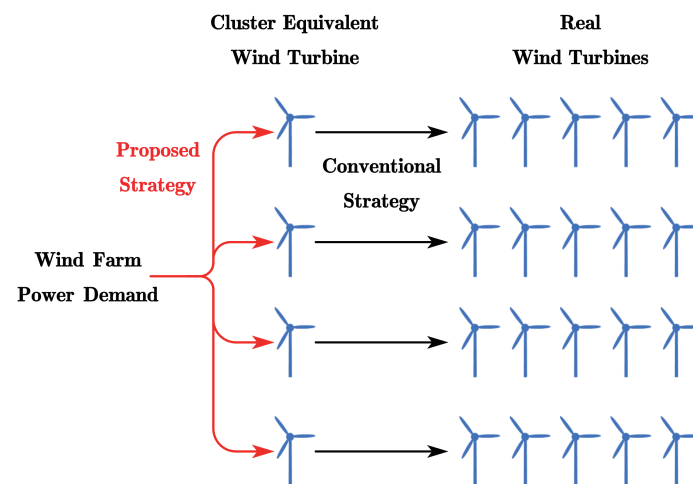 Cluster Equivalent
Wind Turbine
Real
Wind Turbines
Proposed
Strategy
Conventional
Strategy
Wind Farm
Power Demand